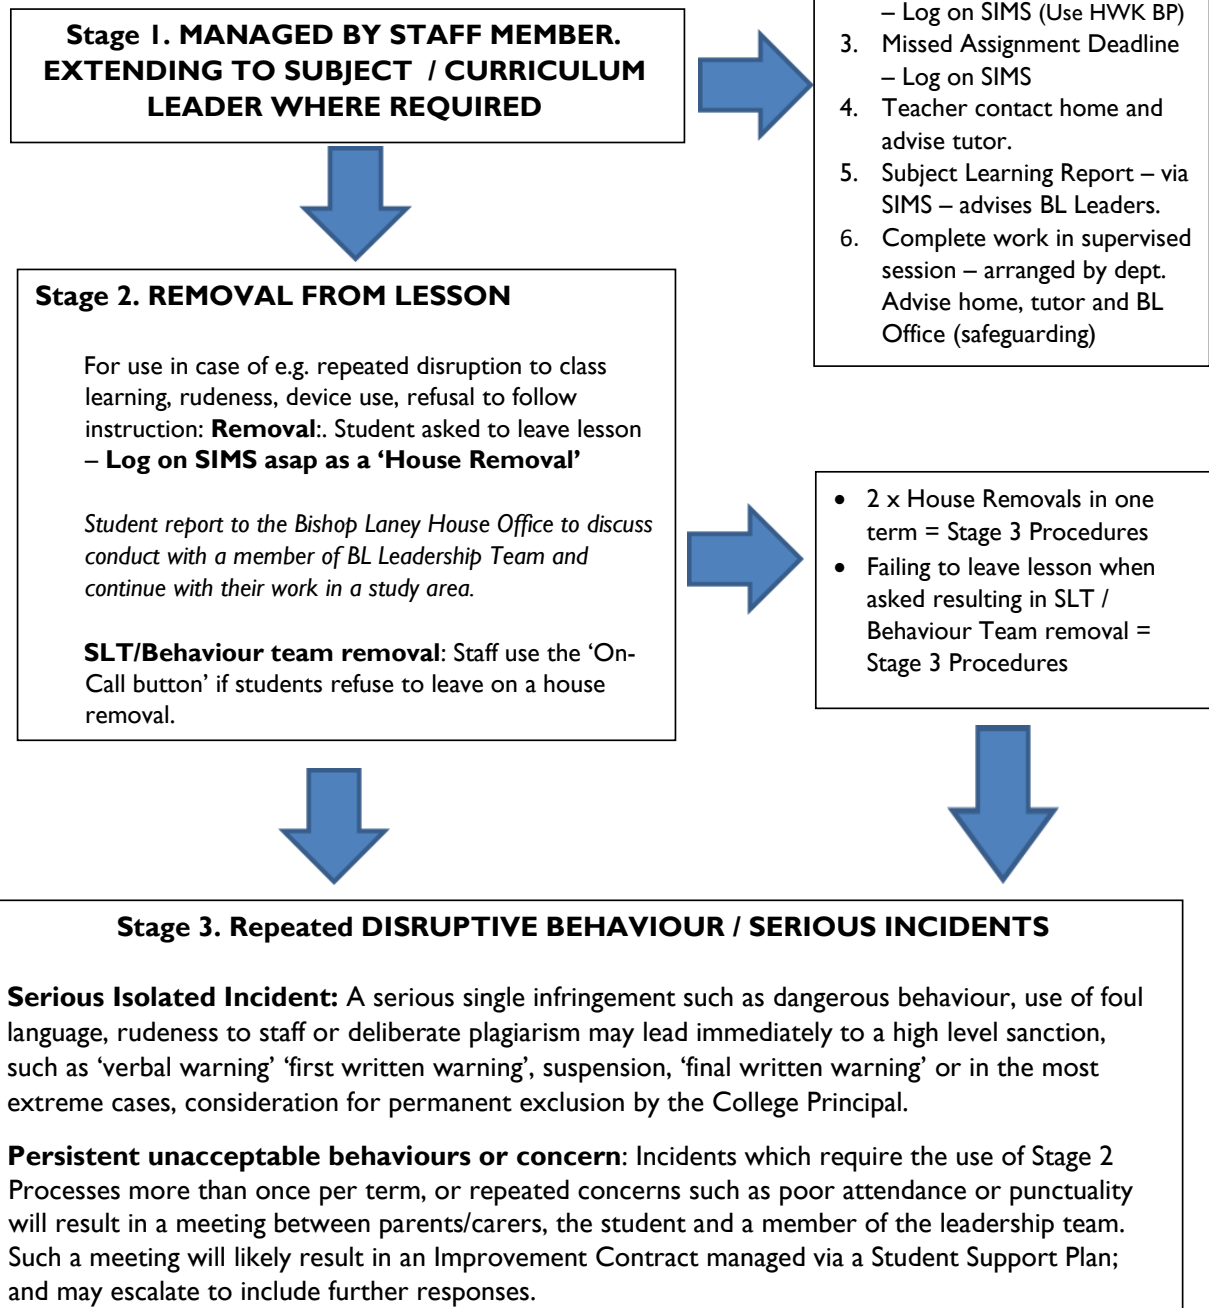 Stage 1. MANAGED BY STAFF MEMBER.
EXTENDING TO SUBJECT / CURRICULUM
LEADER WHERE REQUIRED
– Log on SIMS (Use HWK BP)
3. Missed Assignment Deadline
– Log on SIMS
4. Teacher contact home and
advise tutor.
5. Subject Learning Report – via
SIMS – advises BL Leaders.
6. Complete work in supervised
session – arranged by dept.
Advise home, tutor and BL
Office (safeguarding)
Stage 2. REMOVAL FROM LESSON
For use in case of e.g. repeated disruption to class
learning, rudeness, device use, refusal to follow
instruction: Removal:. Student asked to leave lesson
– Log on SIMS asap as a ‘House Removal’
Student report to the Bishop Laney House Office to discuss
conduct with a member of BL Leadership Team and
continue with their work in a study area.
SLT/Behaviour team removal: Staff use the ‘On-
Call button’ if students refuse to leave on a house
removal.
• 2 x House Removals in one
term = Stage 3 Procedures
• Failing to leave lesson when
asked resulting in SLT /
Behaviour Team removal =
Stage 3 Procedures
Stage 3. Repeated DISRUPTIVE BEHAVIOUR / SERIOUS INCIDENTS
Serious Isolated Incident: A serious single infringement such as dangerous behaviour, use of foul
language, rudeness to staff or deliberate plagiarism may lead immediately to a high level sanction,
such as ‘verbal warning’ ‘first written warning’, suspension, ‘final written warning’ or in the most
extreme cases, consideration for permanent exclusion by the College Principal.
Persistent unacceptable behaviours or concern: Incidents which require the use of Stage 2
Processes more than once per term, or repeated concerns such as poor attendance or punctuality
will result in a meeting between parents/carers, the student and a member of the leadership team.
Such a meeting will likely result in an Improvement Contract managed via a Student Support Plan;
and may escalate to include further responses.